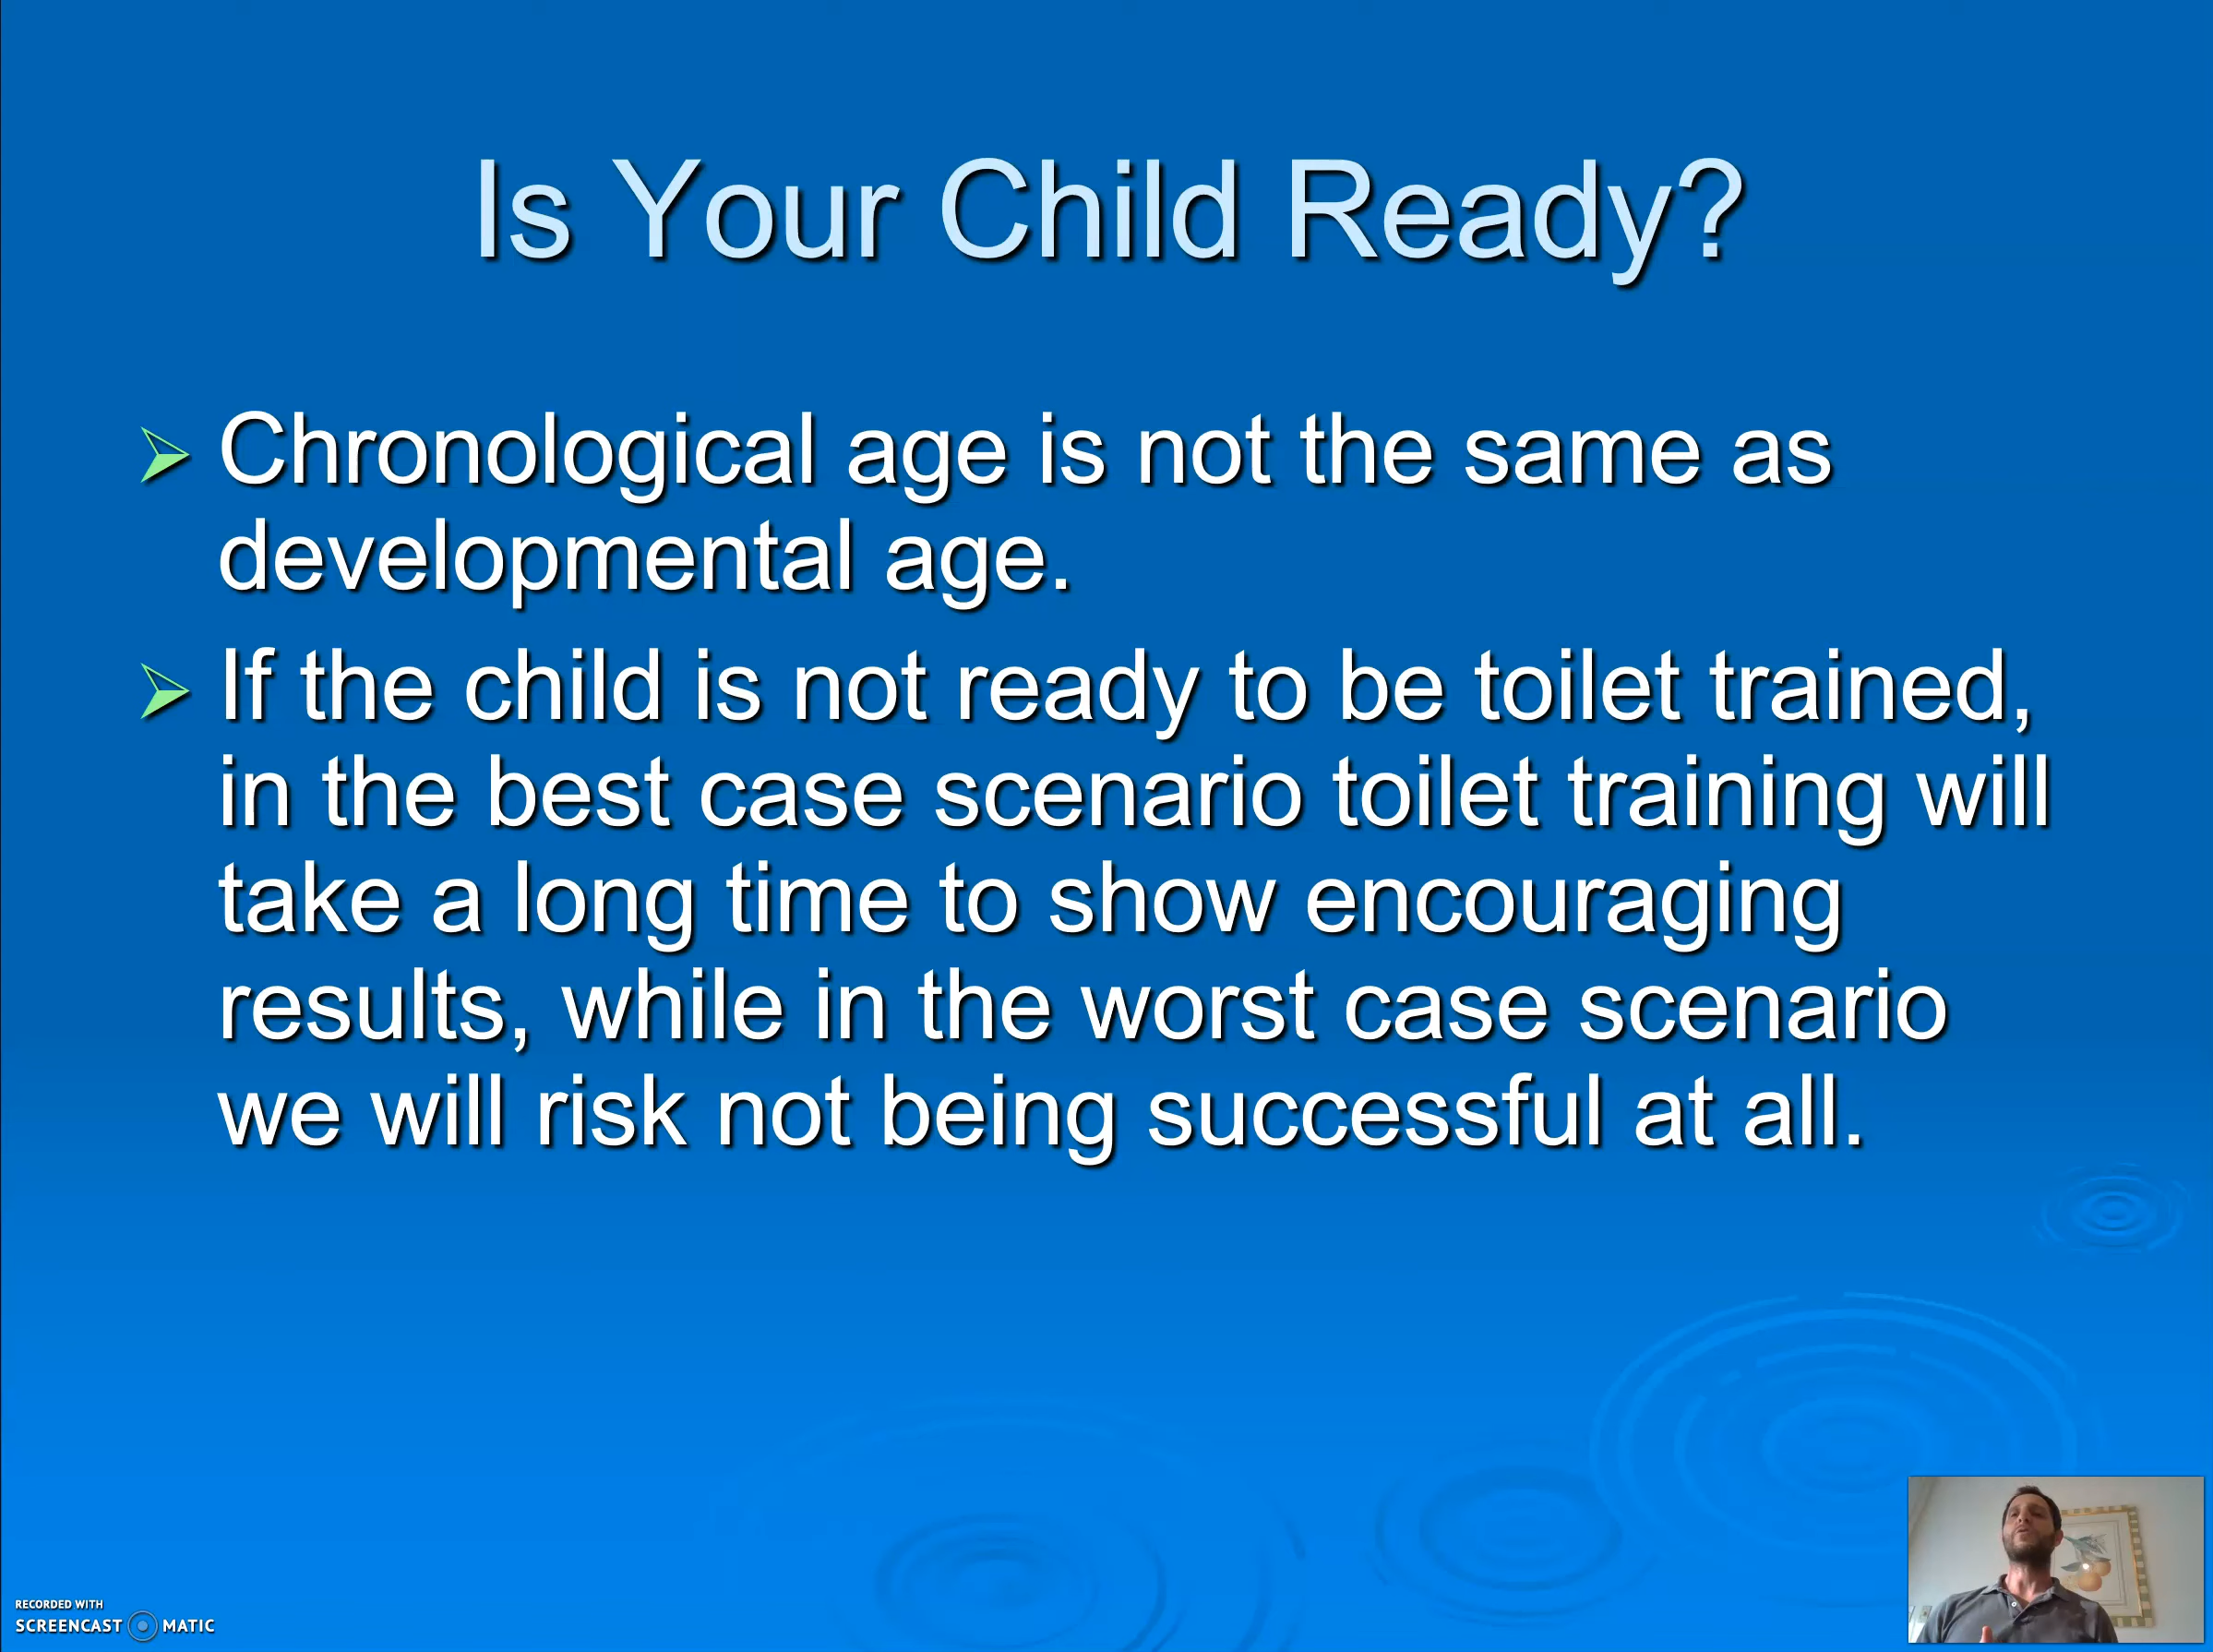 Is Your Child Ready?
Chronological age is not the same as
developmental age.
If the child is not ready to be toilet trained,
in the best case scenario toilet training will
take a long time to show encouraging
results, while in the worst case scenario
we will risk not being successful at all.
RECORDED WITH
SCREENCAST MATIC